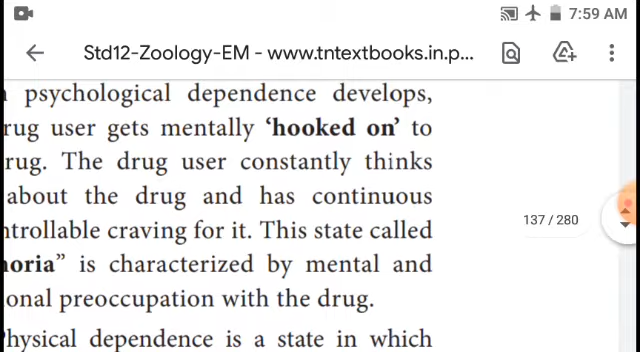 7:59 AM
Std12-Zoology-EM - www.tntextbooks.in.p...
psychological dependence develops,
rug user gets mentally ‘hooked on’ to
rug. The drug user constantly thinks
about the drug and has continuous
ntrollable craving for it. This state called
horia” is characterized by mental and
onal preoccupation with the drug.
Physical dependence is a state in which
137 / 280